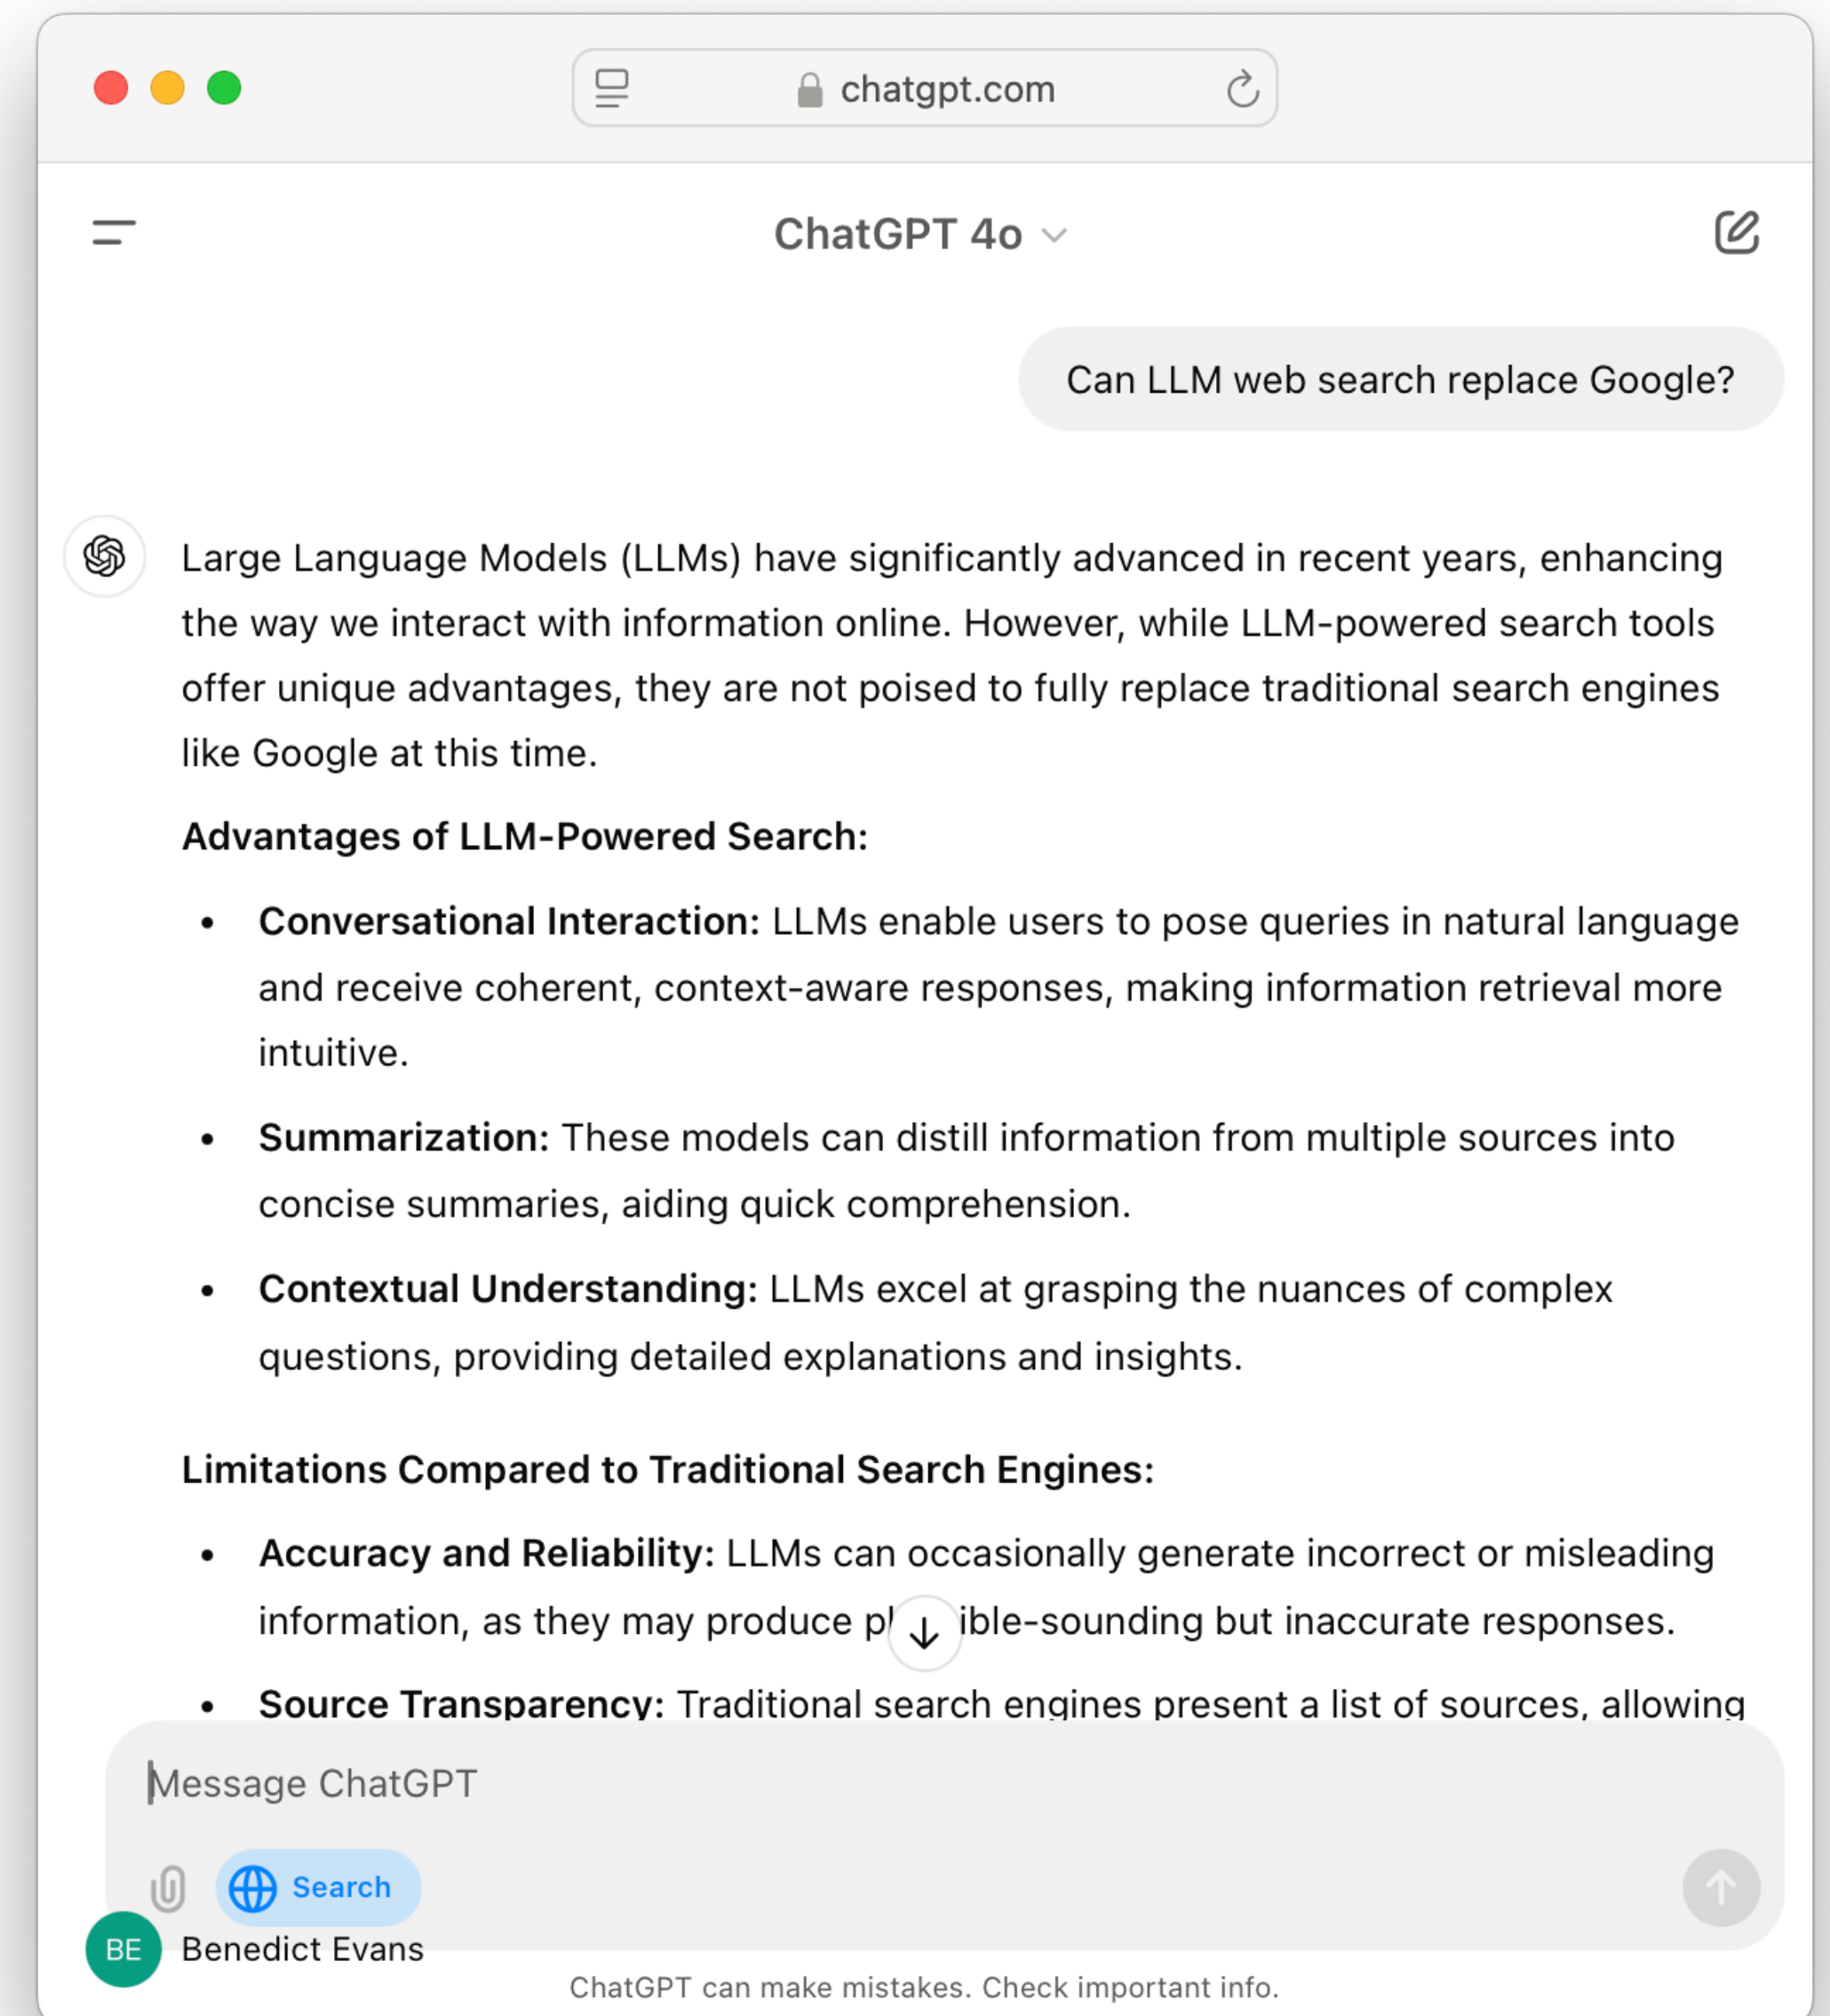 chatgpt.com
ChatGPT 4o
Can LLM web search replace Google?
Large Language Models (LLMs) have significantly advanced in recent years, enhancing
the way we interact with information online. However, while LLM-powered search tools
offer unique advantages, they are not poised to fully replace traditional search engines
like Google at this time.
Advantages of LLM-Powered Search:
• Conversational Interaction: LLMs enable users to pose queries in natural language
and receive coherent, context-aware responses, making information retrieval more
intuitive.
• Summarization: These models can distill information from multiple sources into
concise summaries, aiding quick comprehension.
• Contextual Understanding: LLMs excel at grasping the nuances of complex
questions, providing detailed explanations and insights.
Limitations Compared to Traditional Search Engines:
• Accuracy and Reliability: LLMs can occasionally generate incorrect or misleading
information, as they may produce pl ible-sounding but inaccurate responses.
• Source Transparency: Traditional search engines present a list of sources, allowing
Message ChatGPT
Search
BE Benedict Evans
ChatGPT can make mistakes. Check important info.